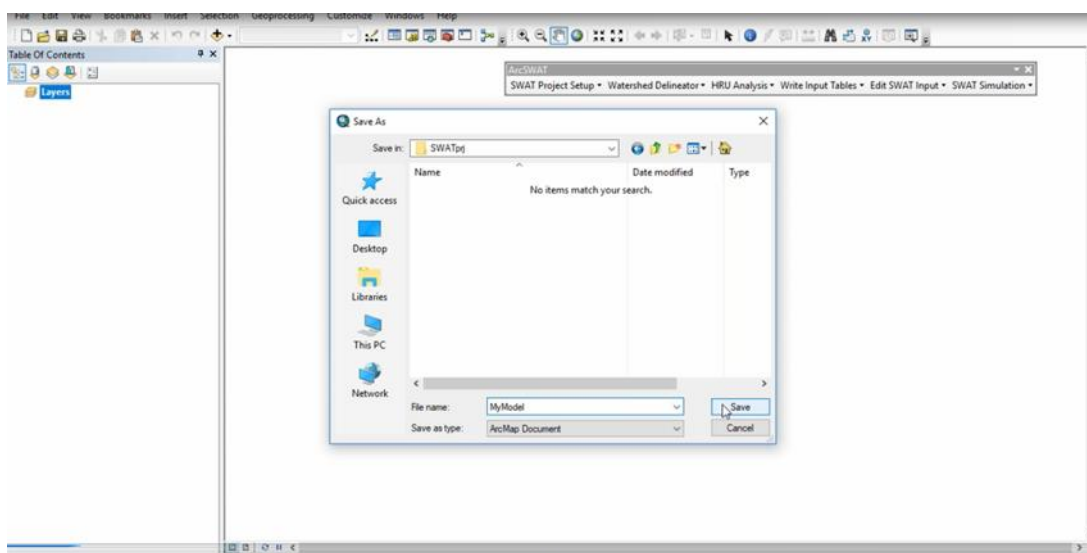 File Edit View Bookmarks Insert Selection Geoprocessing Customize Windows Help
Table Of Contents
Layers
ArcSWAT
SWAT Project Setup Watershed Delineator HRU Analysis Write Input Tables Edit SWAT Input SWAT Simulation
Save As
Save in: SWATprj
Name Date modified Type
No items match your search.
Quick access
Desktop
Libraries
This PC
Network
File name: MyModel Save
Save as type: ArcMap Document Cancel